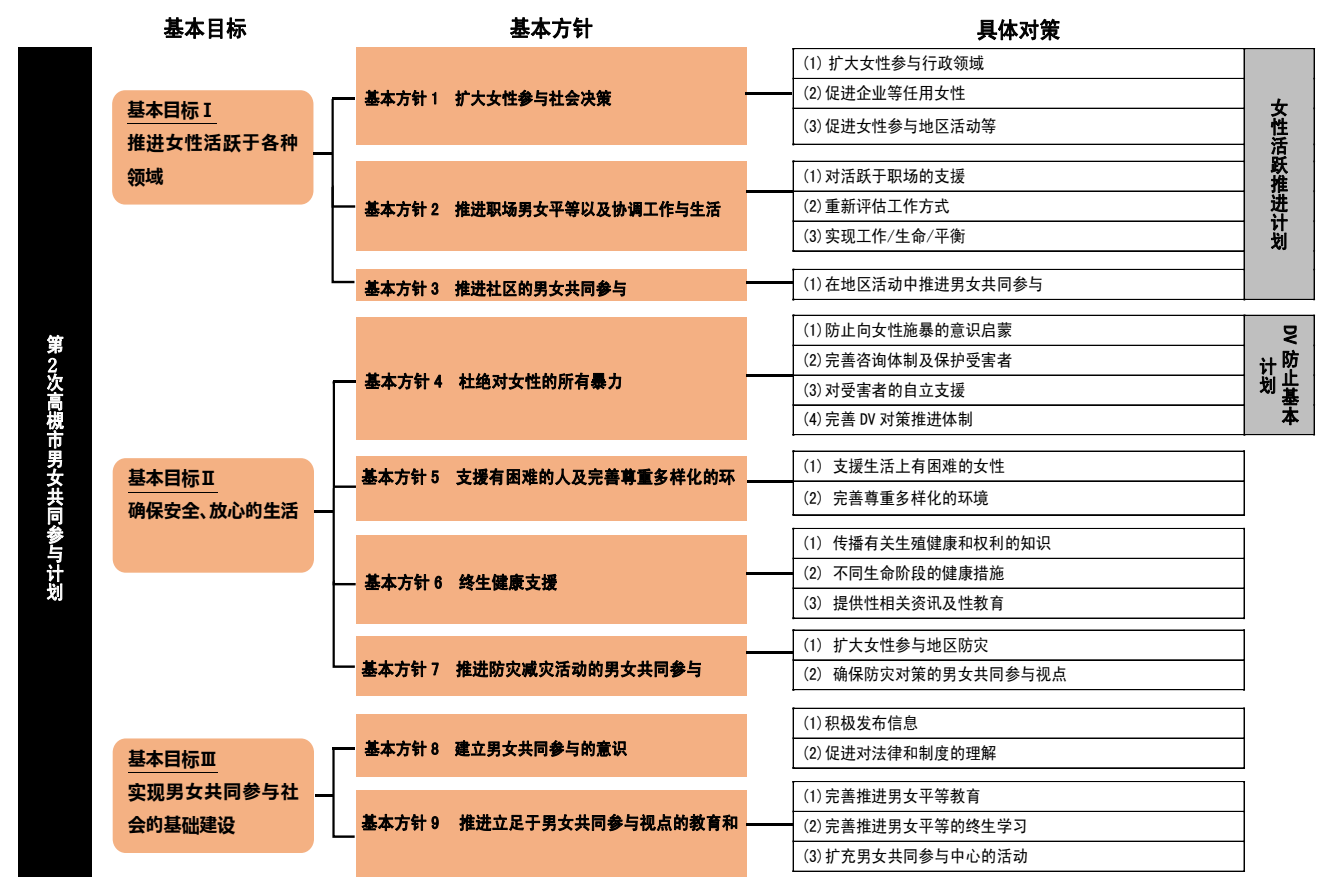 基本目标
基本方针
具体对策
第2次高槻市男女共同参与计划
基本目标Ⅰ
推进女性活跃于各种
领域
基本方针1 扩大女性参与社会决策
(1) 扩大女性参与行政领域
(2)促进企业等任用女性
(3)促进女性参与地区活动等
基本方针2 推进职场男女平等以及协调工作与生活
(1)对活跃于职场的支援
(2)重新评估工作方式
(3)实现工作/生命/平衡
基本方针3 推进社区的男女共同参与
(1)在地区活动中推进男女共同参与
女性活跃推进计划
基本目标Ⅱ
确保安全、放心的生活
基本方针4 杜绝对女性的所有暴力
(1)防止向女性施暴的意识启蒙
(2)完善咨询体制及保护受害者
(3)对受害者的自立支援
(4)完善 DV 对策推进体制
DV 防止基本
计划
基本方针5 支援有困难的人及完善尊重多样化的环
(1) 支援生活上有困难的女性
(2) 完善尊重多样化的环境
基本方针6 终生健康支援
(1) 传播有关生殖健康和权利的知识
(2) 不同生命阶段的健康措施
(3) 提供性相关资讯及性教育
基本方针7 推进防灾减灾活动的男女共同参与
(1) 扩大女性参与地区防灾
(2) 确保防灾对策的男女共同参与视点
基本目标Ⅲ
实现男女共同参与社
会的基础建设
基本方针8 建立男女共同参与的意识
(1)积极发布信息
(2)促进对法律和制度的理解
基本方针9 推进立足于男女共同参与视点的教育和
(1)完善推进男女平等教育
(2)完善推进男女平等的终生学习
(3)扩充男女共同参与中心的活动